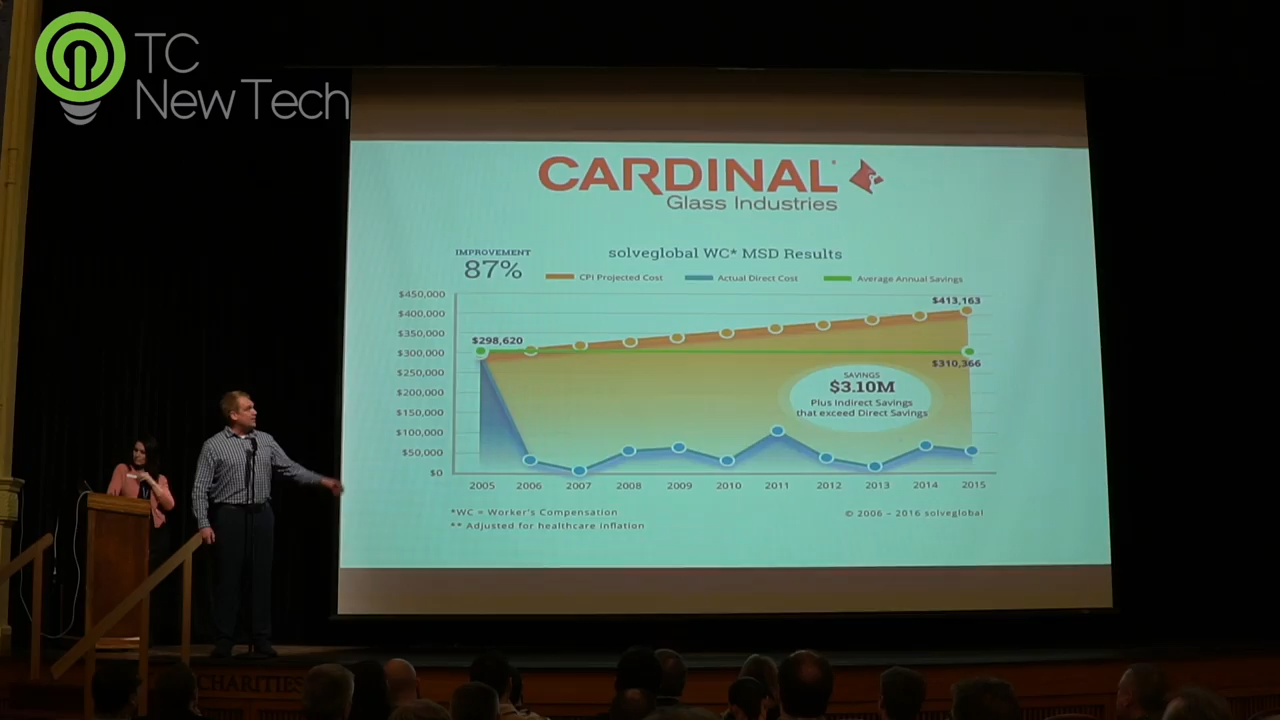 TC
New Tech
CARDINAL
Glass Industries
IMPROVEMENT
87%
solveglobal WC* MSD Results
CPI Projected Cost
Actual Direct Cost
Average Annual Savings
$450,000
$400,000
$350,000
$300,000
$250,000
$200,000
$150,000
$100,000
$50,000
$0
$298,620
$413,163
$310,366
SAVINGS
$3.10M
Plus Indirect Savings
that exceed Direct Savings
2005 2006 2007 2008 2009 2010 2011 2012 2013 2014 2015
*WC = Worker's Compensation
** Adjusted for healthcare inflation
© 2006 – 2016 solveglobal
CHARITIES